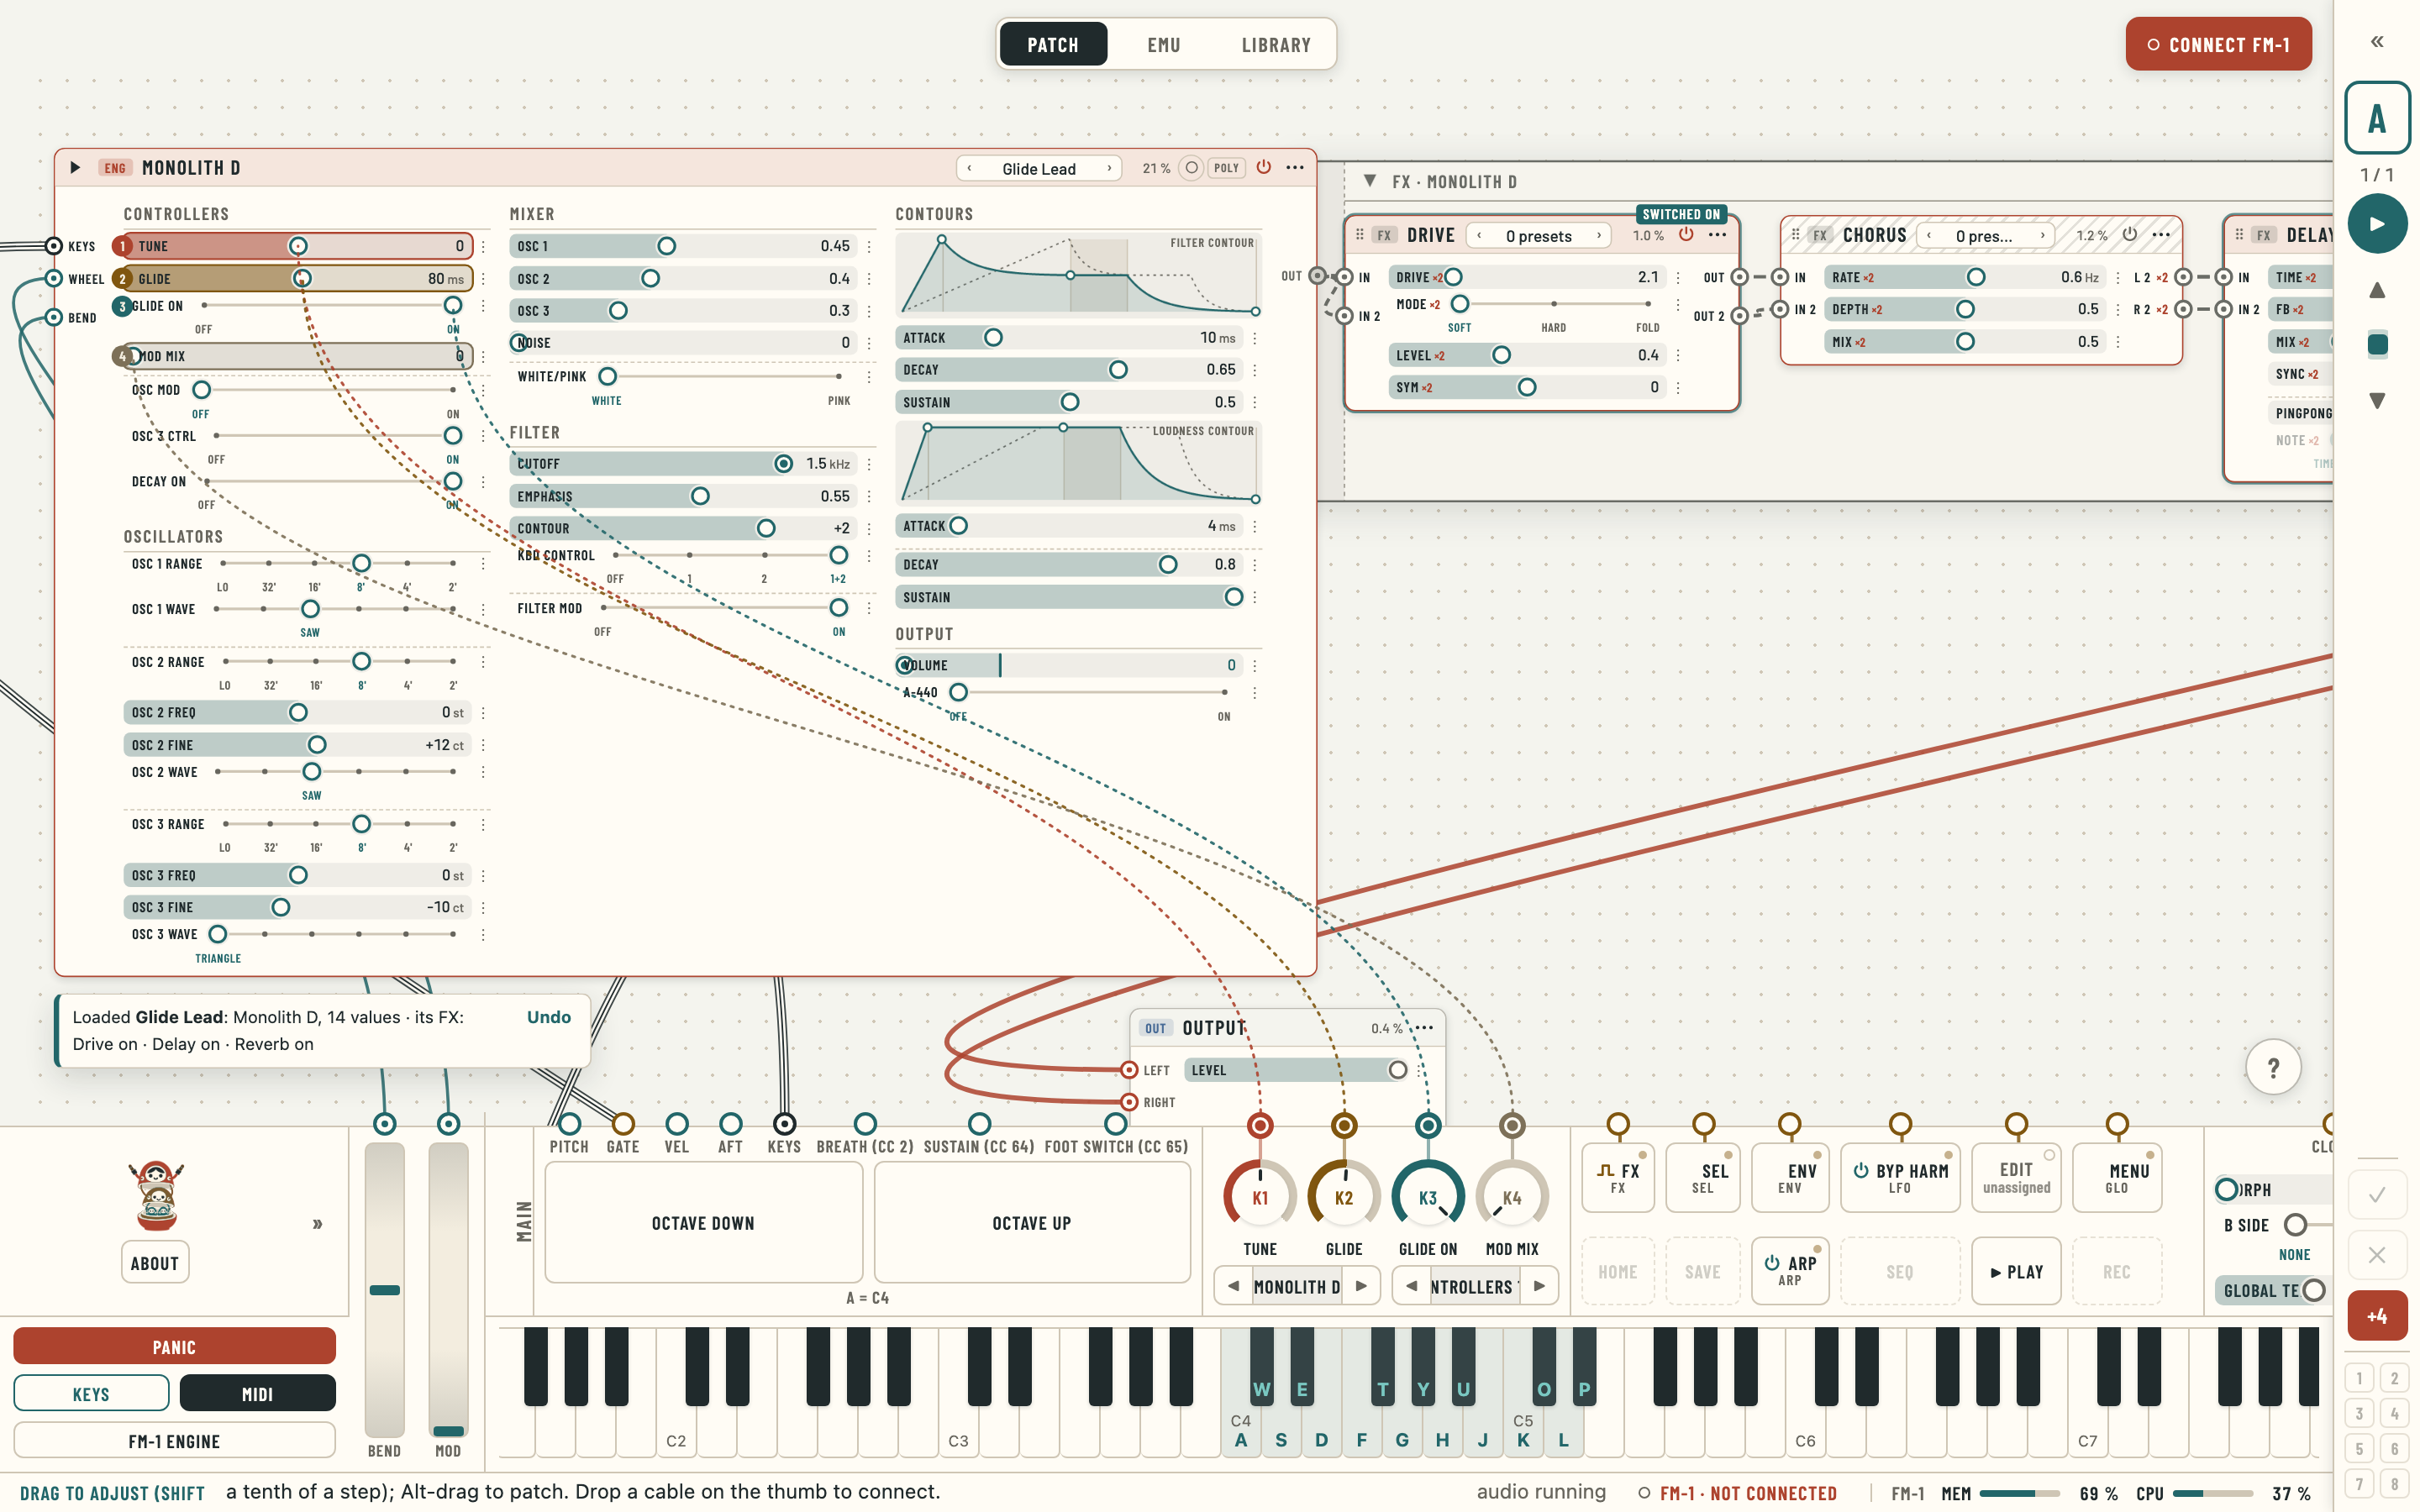 PATCH EMU LIBRARY
CONNECT FM-1
«
A
1 / 1
ENG MONOLITH D
‹ Glide Lead ›
21 % POLY
CONTROLLERS
KEYS
WHEEL
BEND
1 TUNE 0
2 GLIDE 80 ms
3 GLIDE ON
OFF ON
4 MOD MIX 0
OSC MOD
OFF ON
OSC 3 CTRL
OFF ON
DECAY ON
OFF ON
OSCILLATORS
OSC 1 RANGE
LO 32' 16' 8' 4' 2'
OSC 1 WAVE
SAW
OSC 2 RANGE
LO 32' 16' 8' 4' 2'
OSC 2 FREQ 0 st
OSC 2 FINE +12 ct
OSC 2 WAVE
SAW
OSC 3 RANGE
LO 32' 16' 8' 4' 2'
OSC 3 FREQ 0 st
OSC 3 FINE -10 ct
OSC 3 WAVE
TRIANGLE
MIXER
OSC 1 0.45
OSC 2 0.4
OSC 3 0.3
NOISE 0
WHITE/PINK
WHITE PINK
FILTER
CUTOFF 1.5 kHz
EMPHASIS 0.55
CONTOUR +2
KBD CONTROL
OFF 1 2 1+2
FILTER MOD
OFF ON
CONTOURS
FILTER CONTOUR
ATTACK 10 ms
DECAY 0.65
SUSTAIN 0.5
LOUDNESS CONTOUR
ATTACK 4 ms
DECAY 0.8
SUSTAIN
OUTPUT
VOLUME 0
A-440
OFF ON
OUT
FX · MONOLITH D
SWITCHED ON
FX DRIVE ‹ 0 presets › 1.0 %
IN
IN 2
DRIVE ×2 2.1
MODE ×2
SOFT HARD FOLD
LEVEL ×2 0.4
SYM ×2 0
OUT
OUT 2
FX CHORUS ‹ 0 pres... › 1.2 %
IN
IN 2
RATE ×2 0.6 Hz
DEPTH ×2 0.5
MIX ×2 0.5
L 2 ×2
R 2 ×2
FX DELAY
IN
IN 2
TIME ×2
FB ×2
MIX ×2
SYNC ×2
PINGPONG
NOTE ×2
Loaded Glide Lead: Monolith D, 14 values · its FX:
Drive on · Delay on · Reverb on
Undo
OUT OUTPUT 0.4 %
LEFT LEVEL
RIGHT
?
ABOUT
»
PANIC
KEYS MIDI
FM-1 ENGINE
BEND MOD
MAIN
PITCH GATE VEL AFT KEYS BREATH (CC 2) SUSTAIN (CC 64) FOOT SWITCH (CC 65)
OCTAVE DOWN OCTAVE UP
A = C4
K1 K2 K3 K4
TUNE GLIDE GLIDE ON MOD MIX
MONOLITH D
FX
FX
SEL
SEL
ENV
ENV
BYP HARM
LFO
EDIT
unassigned
MENU
GLO
HOME SAVE
ARP
ARP
SEQ PLAY REC
B SIDE
NONE
GLOBAL TE
+4
1 2
3 4
5 6
7 8
W E T Y U O P
C4 C5
C2 C3 A S D F G H J K L C6 C7
DRAG TO ADJUST (SHIFT a tenth of a step); Alt-drag to patch. Drop a cable on the thumb to connect.
audio running
FM-1 · NOT CONNECTED
FM-1 MEM 69 % CPU 37 %